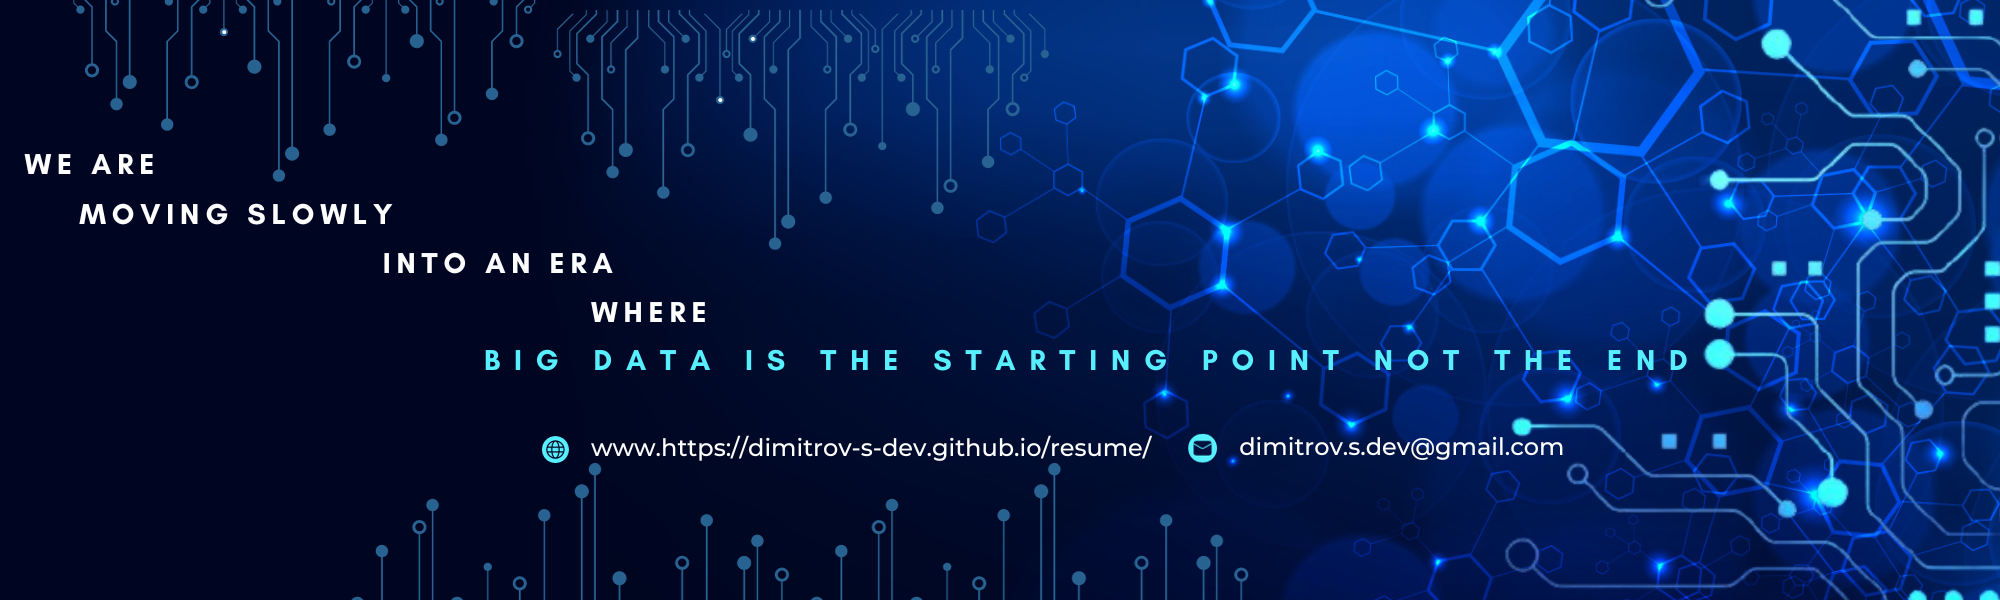 WE ARE
MOVING SLOWLY
INTO AN ERA
WHERE
BIG DATA IS THE STARTING POINT NOT THE END
www.https://dimitrov-s-dev.github.io/resume/ dimitrov.s.dev@gmail.com